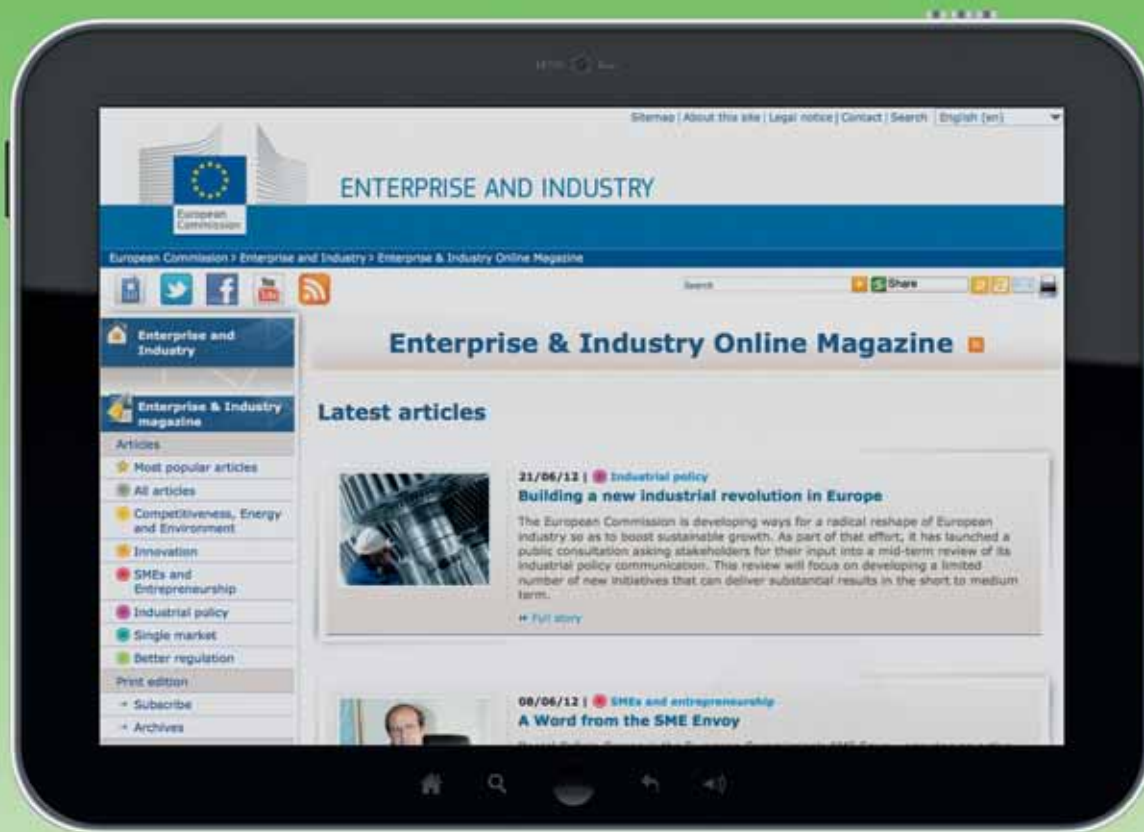 Sitemap | About this site | Legal notice | Contact | Search English (en)
ENTERPRISE AND INDUSTRY
European
Commission
European Commission > Enterprise and Industry > Enterprise & Industry Online Magazine
You
Search
Share
Enterprise and
Industry
Enterprise & Industry Online Magazine
Enterprise & Industry
magazine
Articles
Most popular articles
All articles
Competitiveness, Energy
and Environment
Innovation
SMEs and
Entrepreneurship
Industrial policy
Single market
Better regulation
Print edition
Subscribe
Archives
Latest articles
21/06/12 | Industrial policy
Building a new industrial revolution in Europe
The European Commission is developing ways for a radical reshape of European
industry so as to boost sustainable growth. As part of that effort, it has launched a
public consultation asking stakeholders for their input into a mid-term review of its
industrial policy communication. This review will focus on developing a limited
number of new initiatives that can deliver substantial results in the short to medium
term.
Full story
08/06/12 | SMEs and entrepreneurship
A Word from the SME Envoy